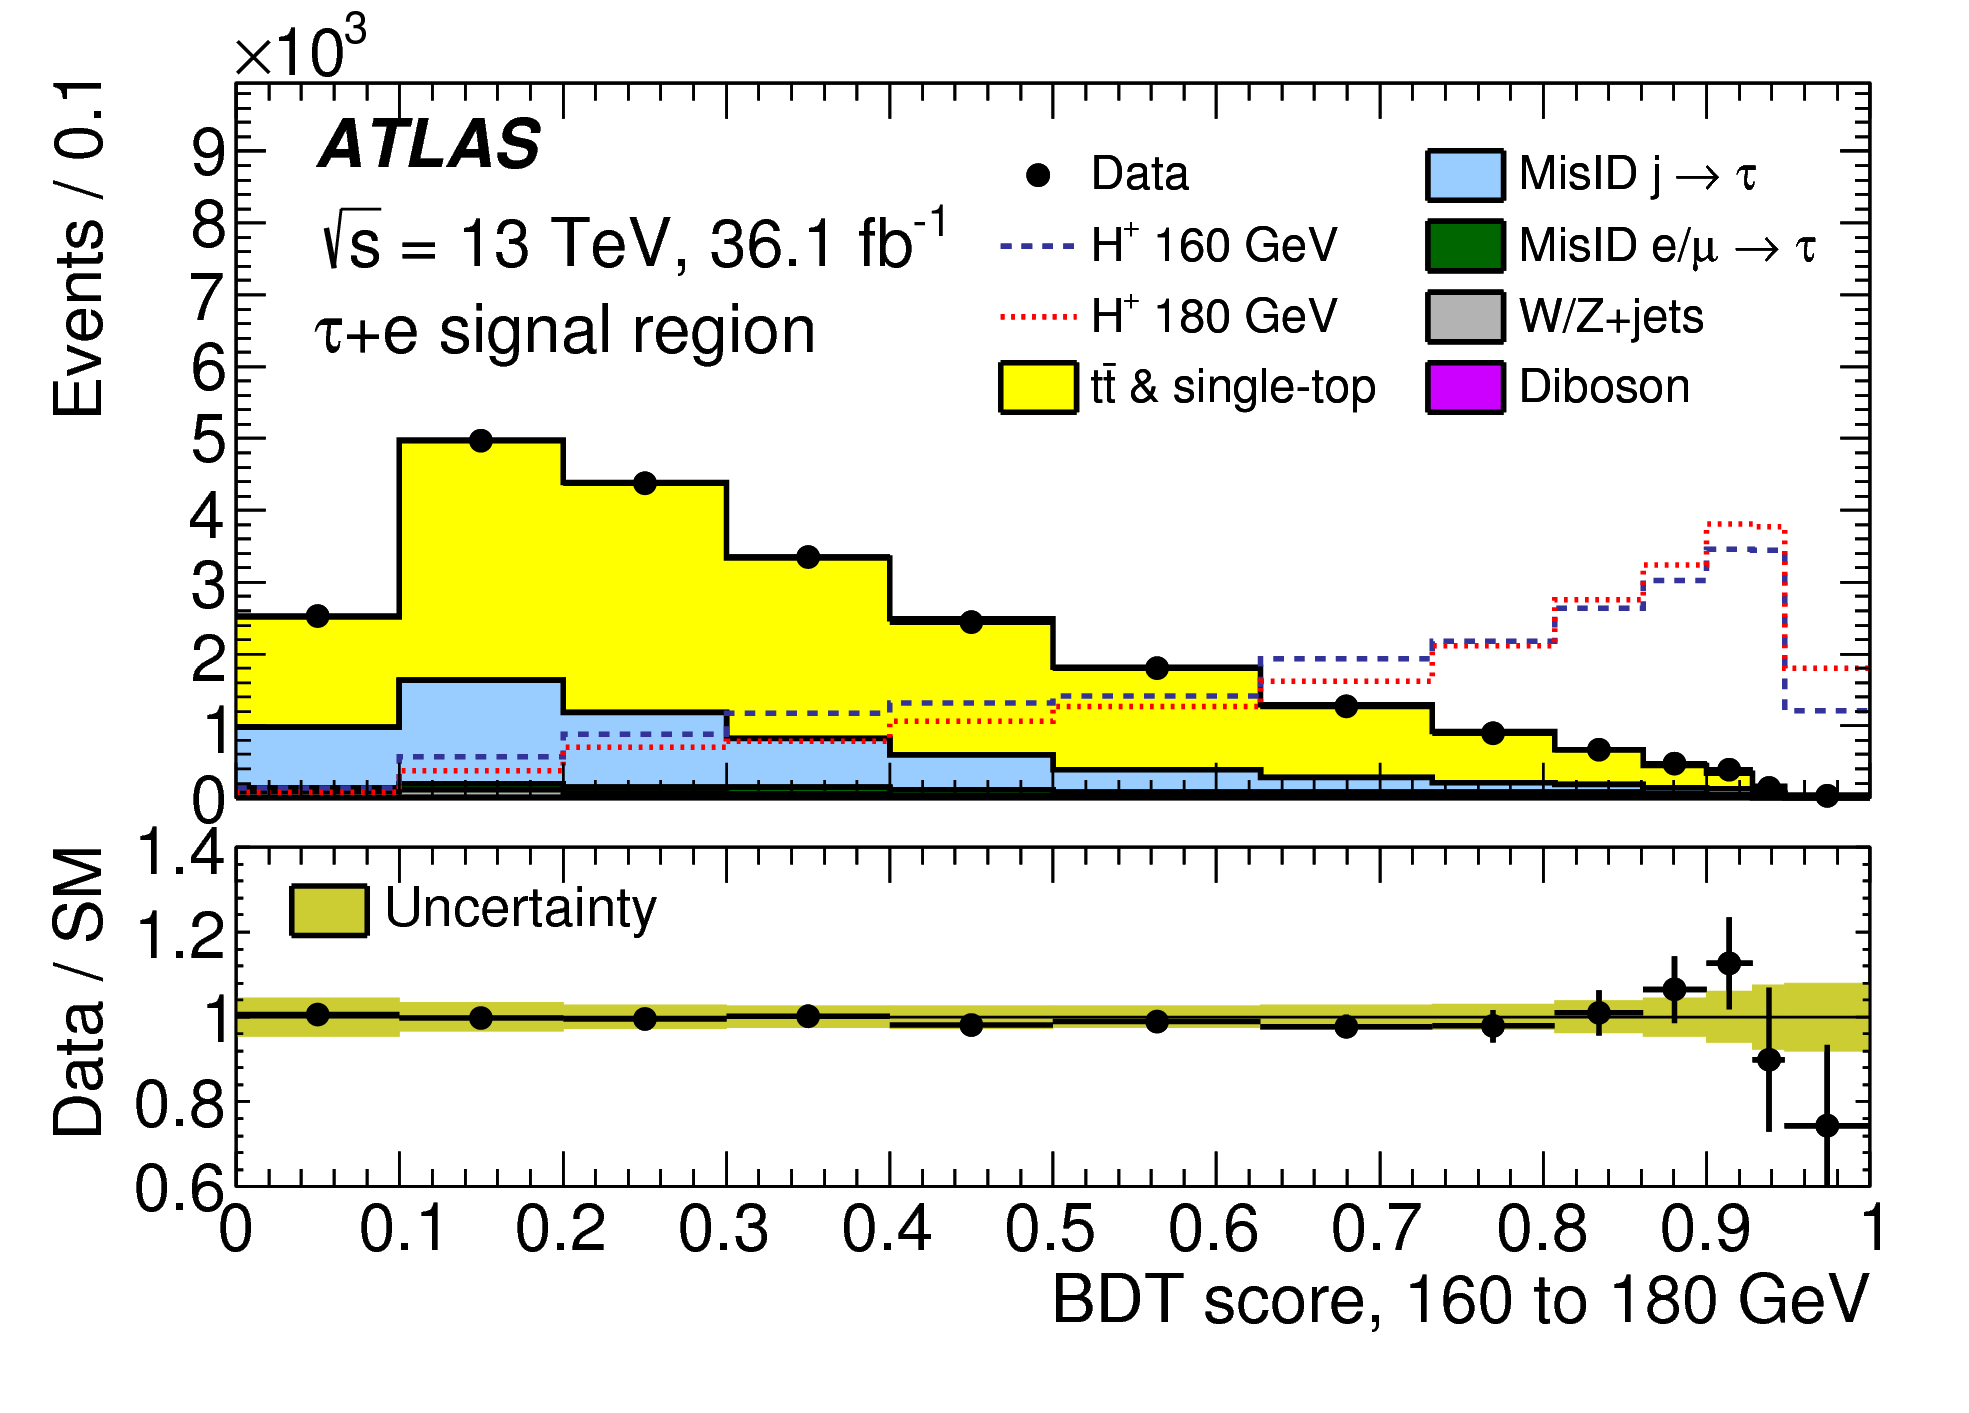 ×10³
Events / 0.1
9
8
7
6
5
4
3
2
1
0
ATLAS
√s = 13 TeV, 36.1 fb⁻¹
τ+e signal region
Data
H⁺ 160 GeV
H⁺ 180 GeV
tt̄ & single-top
MisID j → τ
MisID e/μ → τ
W/Z+jets
Diboson
Data / SM
1.4
1.2
1
0.8
0.6
Uncertainty
0 0.1 0.2 0.3 0.4 0.5 0.6 0.7 0.8 0.9 1
BDT score, 160 to 180 GeV